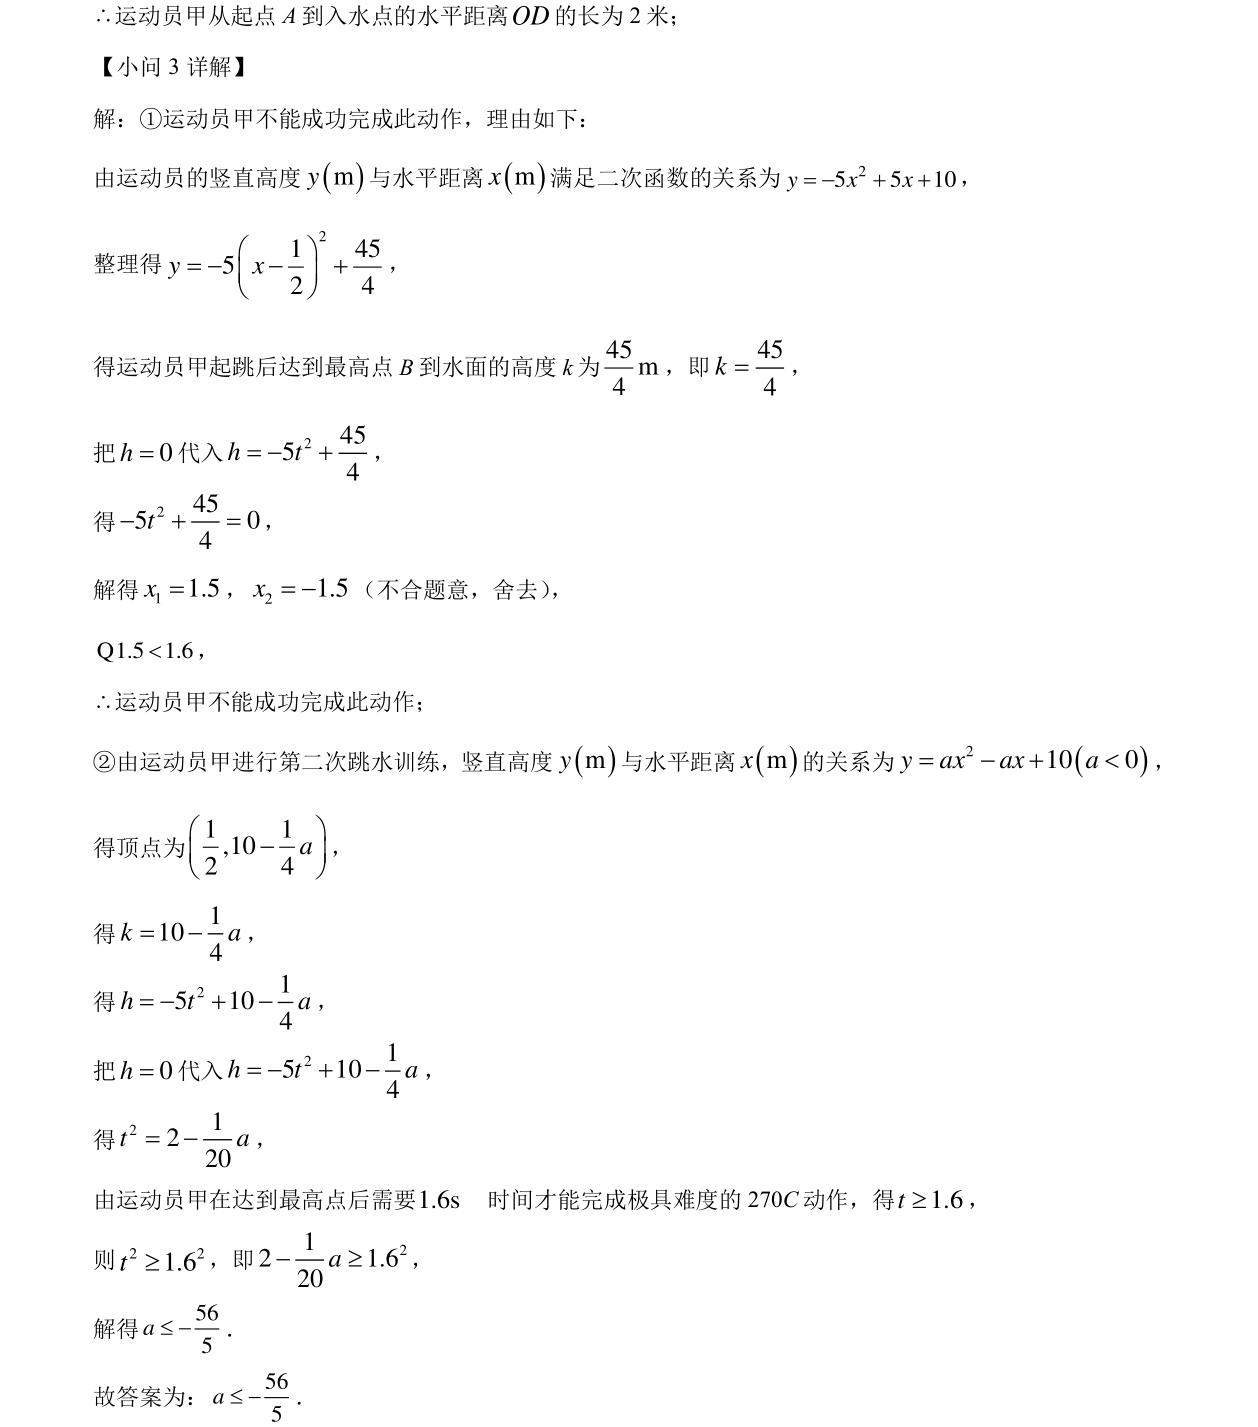 ∴运动员甲从起点 A 到入水点的水平距离 OD 的长为 2 米；
【小问 3 详解】
解：①运动员甲不能成功完成此动作，理由如下：
由运动员的竖直高度 y(m) 与水平距离 x(m) 满足二次函数的关系为 y = −5x² + 5x + 10，
整理得 y = −5(x − 1/2)² + 45/4，
得运动员甲起跳后达到最高点 B 到水面的高度 k 为 45/4 m，即 k = 45/4，
把 h = 0 代入 h = −5t² + 45/4，
得 −5t² + 45/4 = 0，
解得 x₁ = 1.5，x₂ = −1.5（不合题意，舍去），
Q1.5 < 1.6，
∴运动员甲不能成功完成此动作；
②由运动员甲进行第二次跳水训练，竖直高度 y(m) 与水平距离 x(m) 的关系为 y = ax² − ax + 10(a < 0)，
得顶点为 (1/2, 10 − 1/4 a)，
得 k = 10 − 1/4 a，
得 h = −5t² + 10 − 1/4 a，
把 h = 0 代入 h = −5t² + 10 − 1/4 a，
得 t² = 2 − 1/20 a，
由运动员甲在达到最高点后需要1.6s 时间才能完成极具难度的 270C 动作，得 t ≥ 1.6，
则 t² ≥ 1.6²，即 2 − 1/20 a ≥ 1.6²，
解得 a ≤ − 56/5．
故答案为：a ≤ − 56/5．